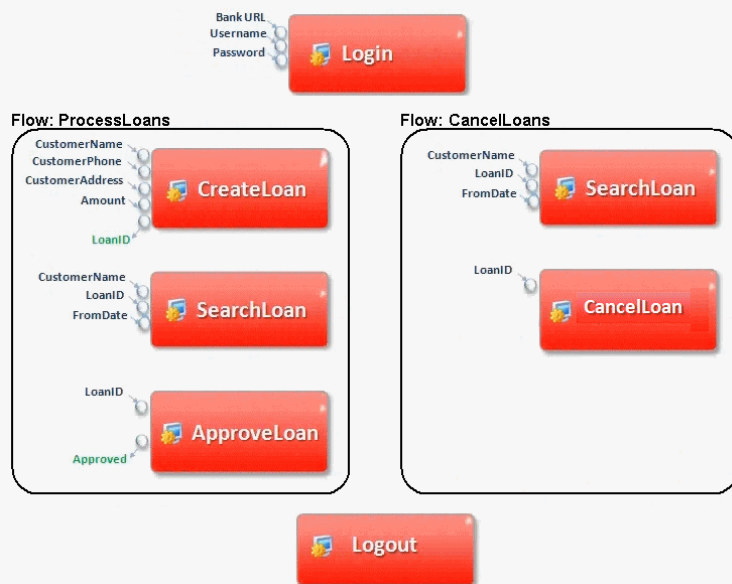 Bank URL
Username
Password
Login
Flow: ProcessLoans
CustomerName
CustomerPhone
CustomerAddress
Amount
LoanID
CreateLoan
CustomerName
LoanID
FromDate
SearchLoan
LoanID
Approved
ApproveLoan
Flow: CancelLoans
CustomerName
LoanID
FromDate
SearchLoan
LoanID
CancelLoan
Logout